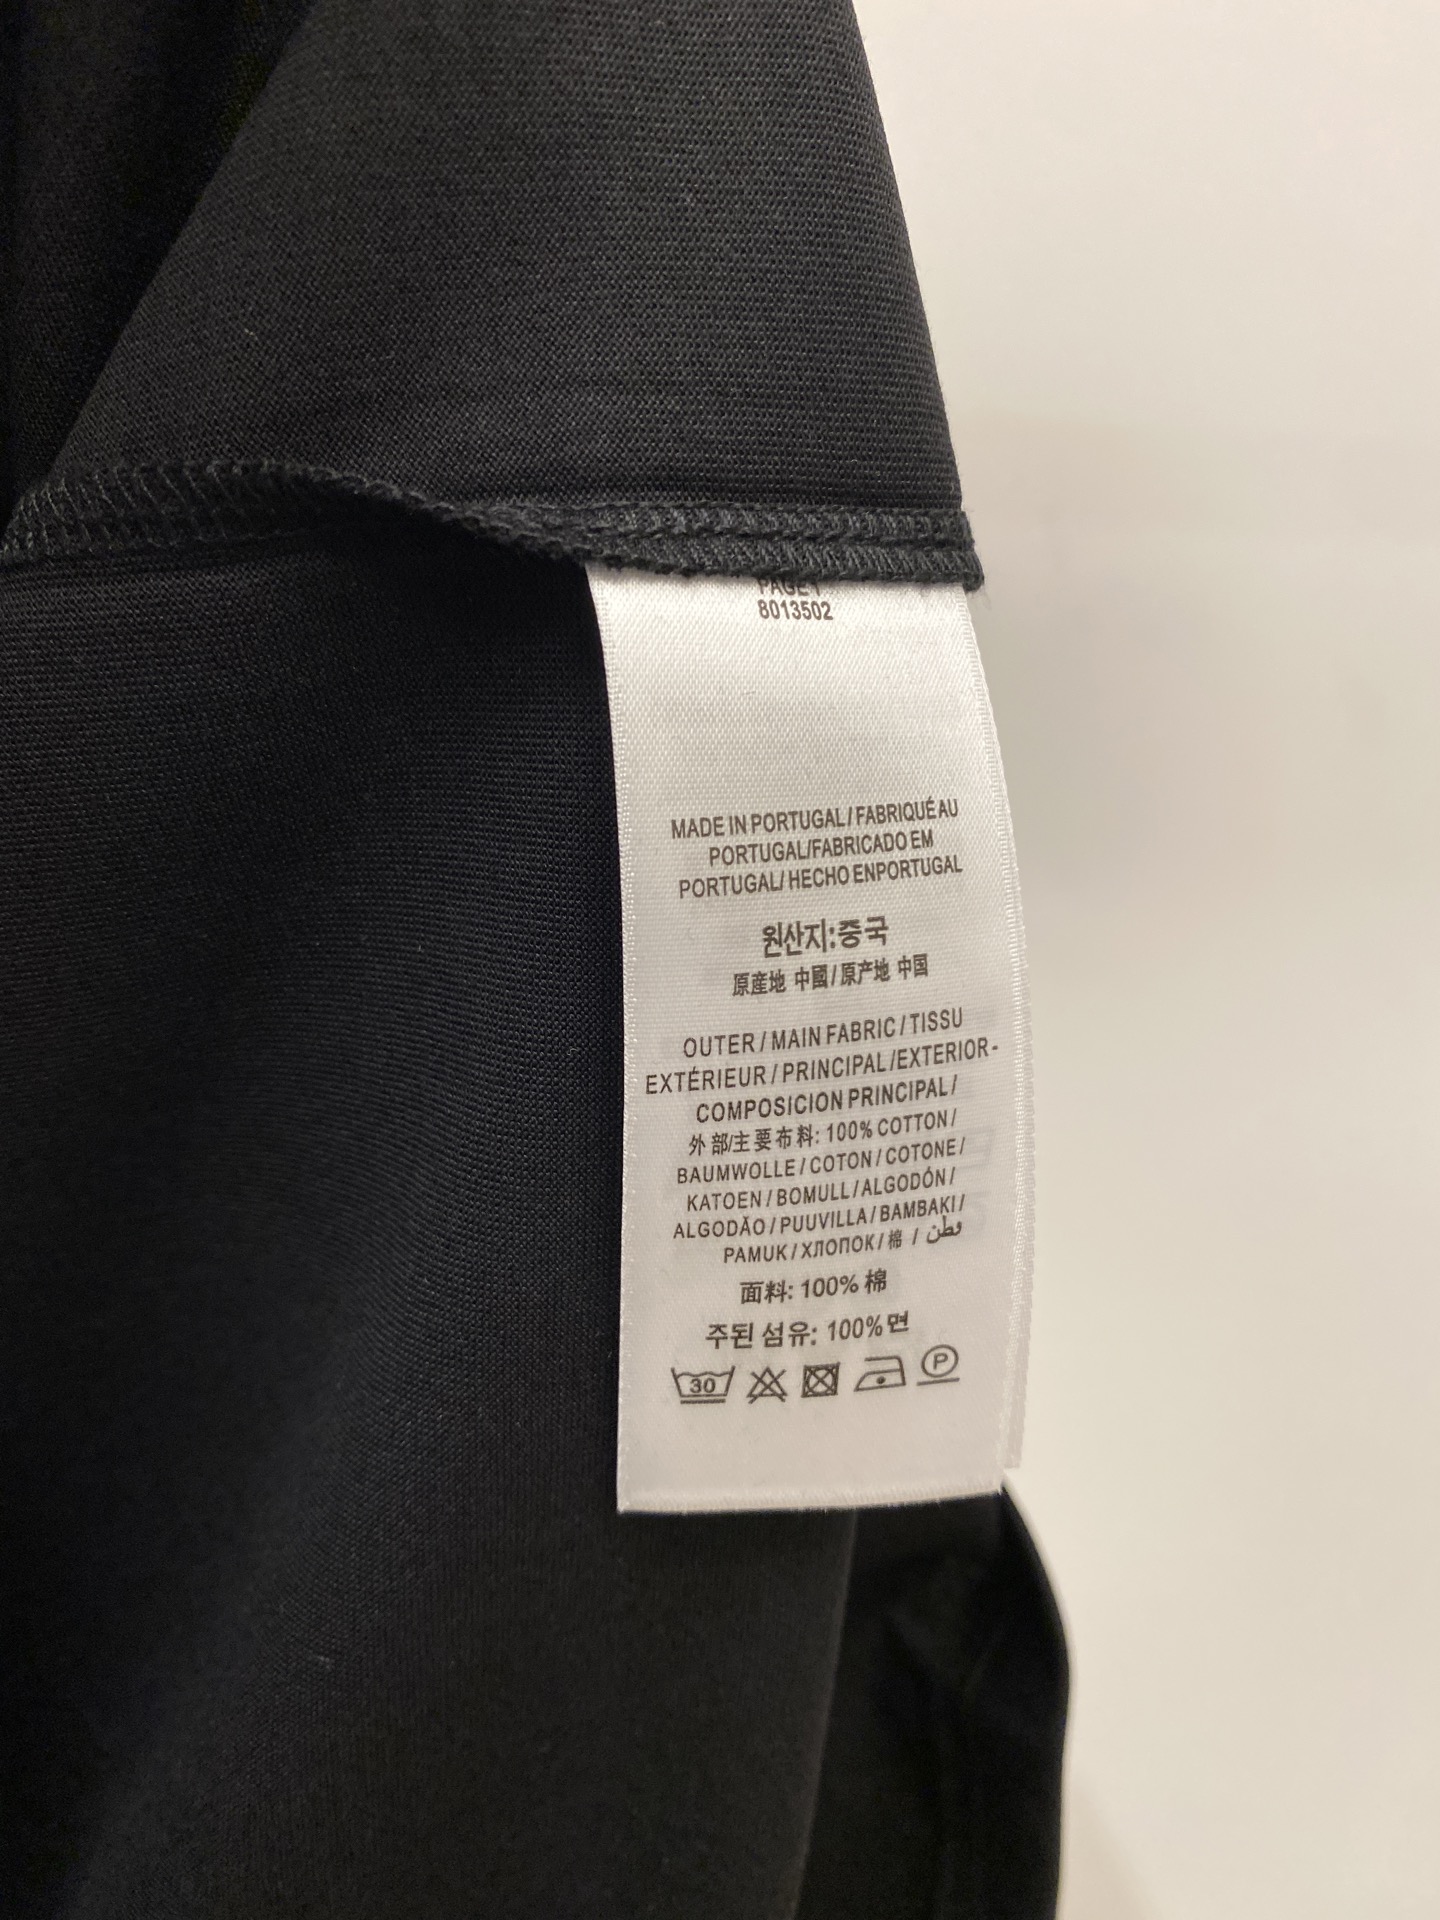 PAGE 1
8013502
MADE IN PORTUGAL / FABRIQUÉ AU
PORTUGAL/FABRICADO EM
PORTUGAL/ HECHO ENPORTUGAL
원산지:중국
原産地 中國 / 原产地 中国
OUTER / MAIN FABRIC / TISSU
EXTÉRIEUR / PRINCIPAL /EXTERIOR-
COMPOSICION PRINCIPAL /
外部/主要布料: 100% COTTON /
BAUMWOLLE / COTON / COTONE /
KATOEN / BOMULL / ALGODÓN /
ALGODÃO / PUUVILLA / BAMBAKI /
PAMUK / ХЛОПОК / 棉 / قطن
面料: 100% 棉
주된 섬유: 100% 면
30
P